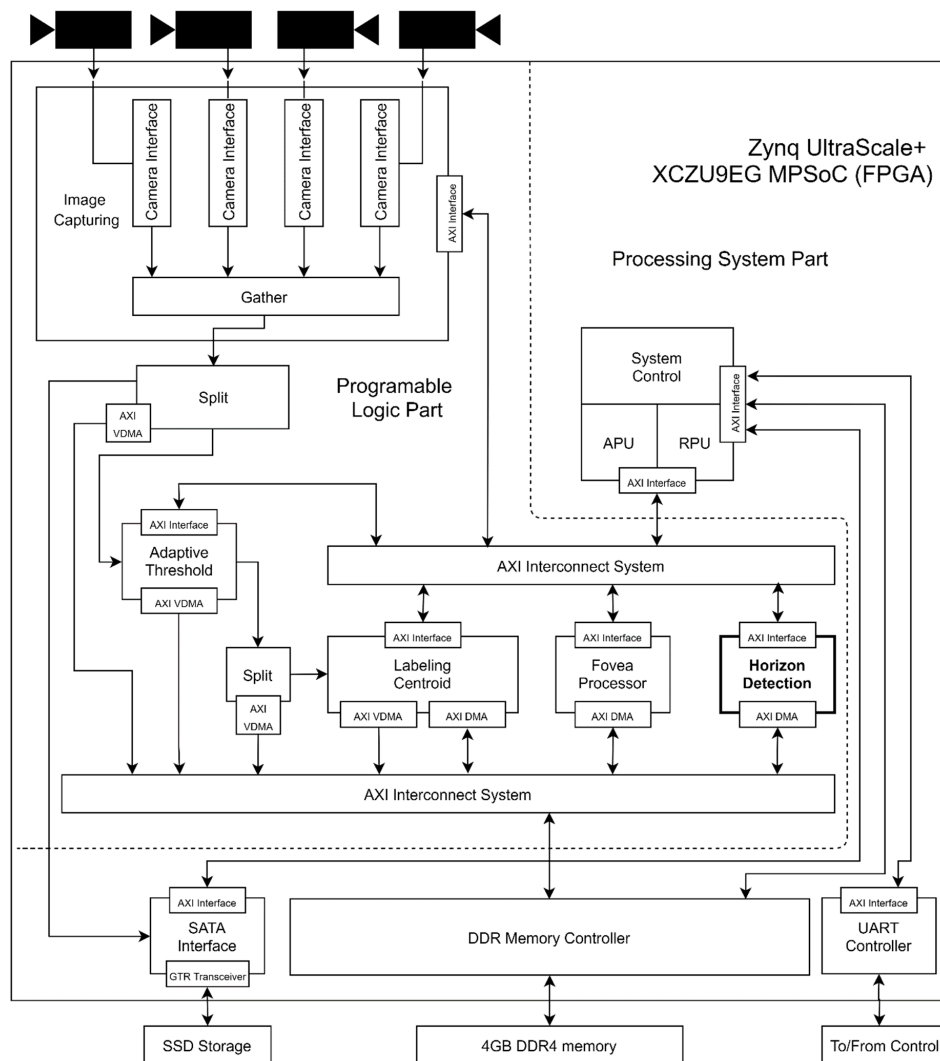 Zynq UltraScale+
XCZU9EG MPSoC (FPGA)
Camera Interface
Camera Interface
Camera Interface
Camera Interface
Image
Capturing
AXI Interface
Gather
Processing System Part
Programable
Logic Part
Split
AXI
VDMA
System
Control
AXI Interface
APU
RPU
AXI Interface
AXI Interface
Adaptive
Threshold
AXI VDMA
AXI Interconnect System
Split
AXI
VDMA
AXI Interface
Labeling
Centroid
AXI VDMA
AXI DMA
AXI Interface
Fovea
Processor
AXI DMA
AXI Interface
Horizon
Detection
AXI DMA
AXI Interconnect System
AXI Interface
SATA
Interface
GTR Transceiver
DDR Memory Controller
AXI Interface
UART
Controller
SSD Storage
4GB DDR4 memory
To/From Control